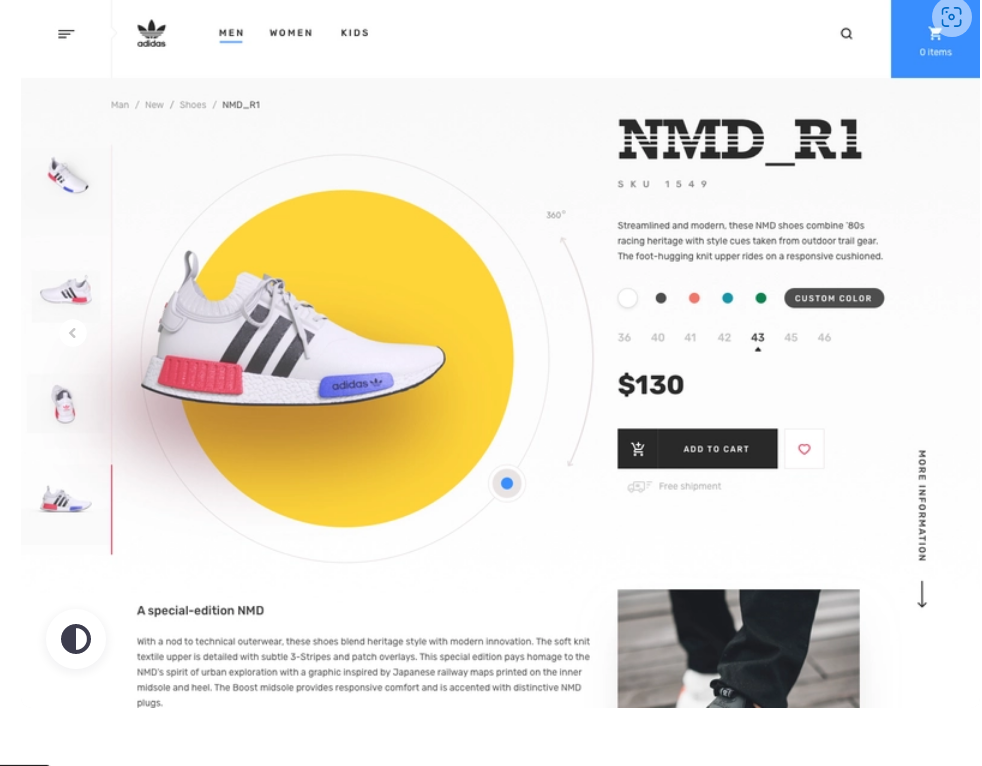 adidas
MEN WOMEN KIDS
0 items
Man / New / Shoes / NMD_R1
NMD_R1
SKU 1549
360°
Streamlined and modern, these NMD shoes combine '80s
racing heritage with style cues taken from outdoor trail gear.
The foot-hugging knit upper rides on a responsive cushioned.
CUSTOM COLOR
36 40 41 42 43 45 46
$130
adidas
ADD TO CART
Free shipment
MORE INFORMATION
A special-edition NMD
With a nod to technical outerwear, these shoes blend heritage style with modern innovation. The soft knit
textile upper is detailed with subtle 3-Stripes and patch overlays. This special edition pays homage to the
NMD's spirit of urban exploration with a graphic inspired by Japanese railway maps printed on the inner
midsole and heel. The Boost midsole provides responsive comfort and is accented with distinctive NMD
plugs.